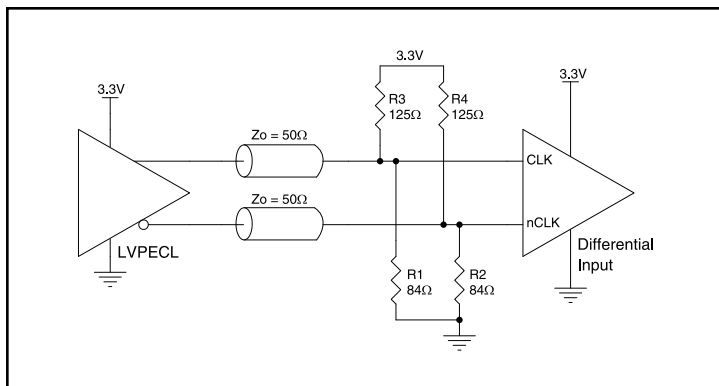 3.3V
3.3V
3.3V
R3
125Ω
R4
125Ω
Zo = 50Ω
CLK
Zo = 50Ω
nCLK
LVPECL
Differential
Input
R1
84Ω
R2
84Ω